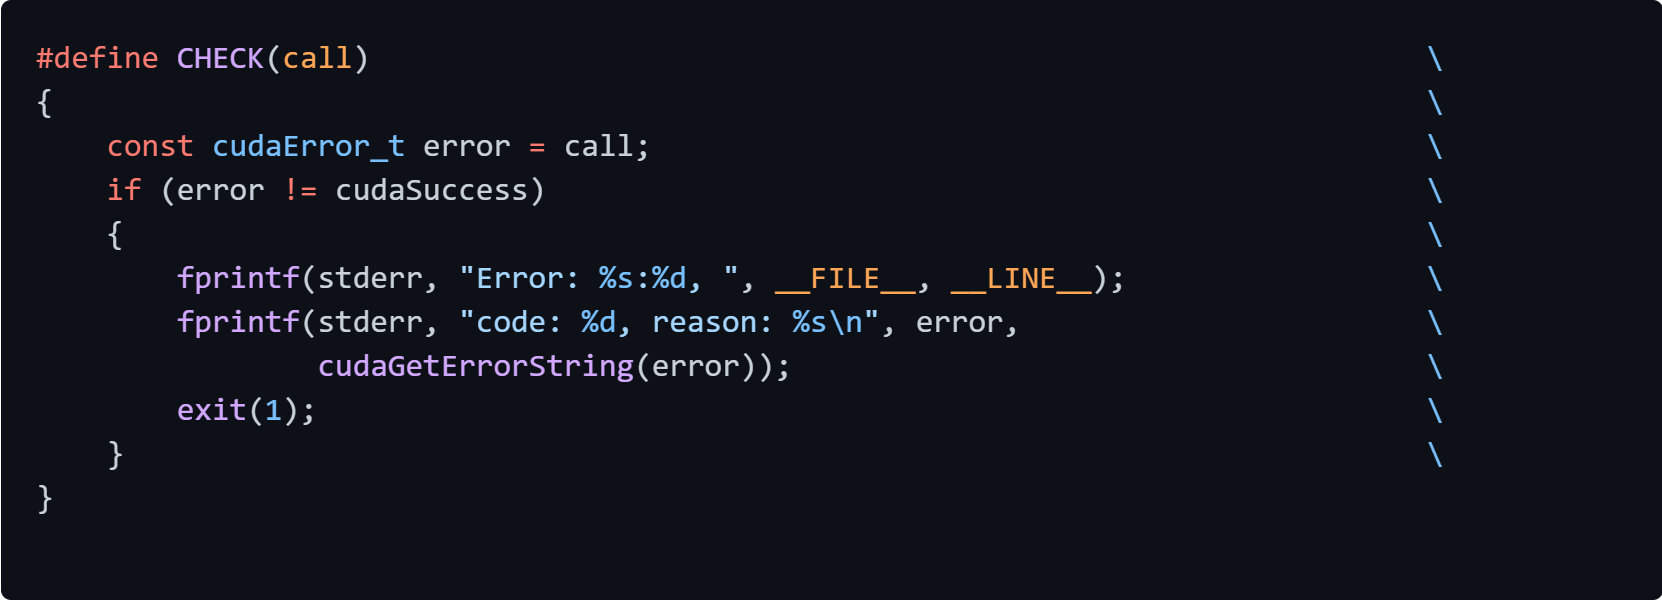 #define CHECK(call)                                                            \
{                                                                              \
    const cudaError_t error = call;                                            \
    if (error != cudaSuccess)                                                  \
    {                                                                          \
        fprintf(stderr, "Error: %s:%d, ", __FILE__, __LINE__);                 \
        fprintf(stderr, "code: %d, reason: %s\n", error,                       \
                cudaGetErrorString(error));                                    \
        exit(1);                                                               \
    }                                                                          \
}